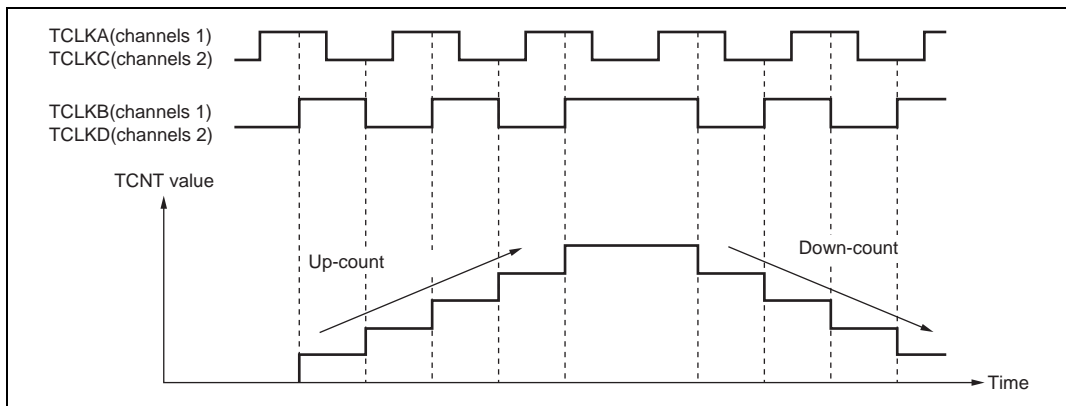 TCLKA(channels 1)
TCLKC(channels 2)
TCLKB(channels 1)
TCLKD(channels 2)
TCNT value
Up-count
Down-count
Time